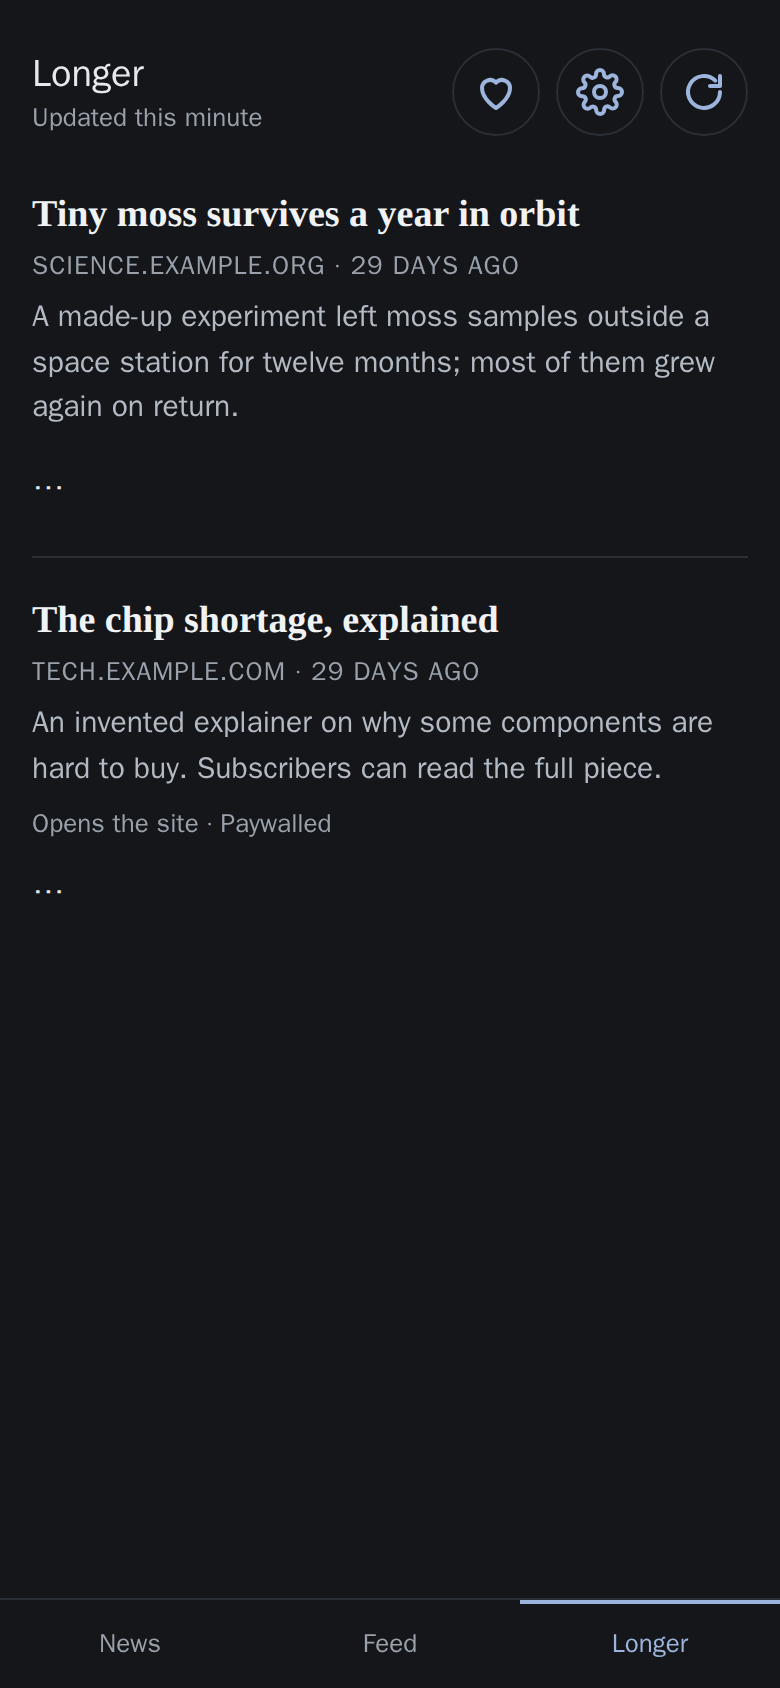 Longer
Updated this minute
Tiny moss survives a year in orbit
SCIENCE.EXAMPLE.ORG · 29 DAYS AGO
A made-up experiment left moss samples outside a
space station for twelve months; most of them grew
again on return.
…
The chip shortage, explained
TECH.EXAMPLE.COM · 29 DAYS AGO
An invented explainer on why some components are
hard to buy. Subscribers can read the full piece.
Opens the site · Paywalled
…
News
Feed
Longer